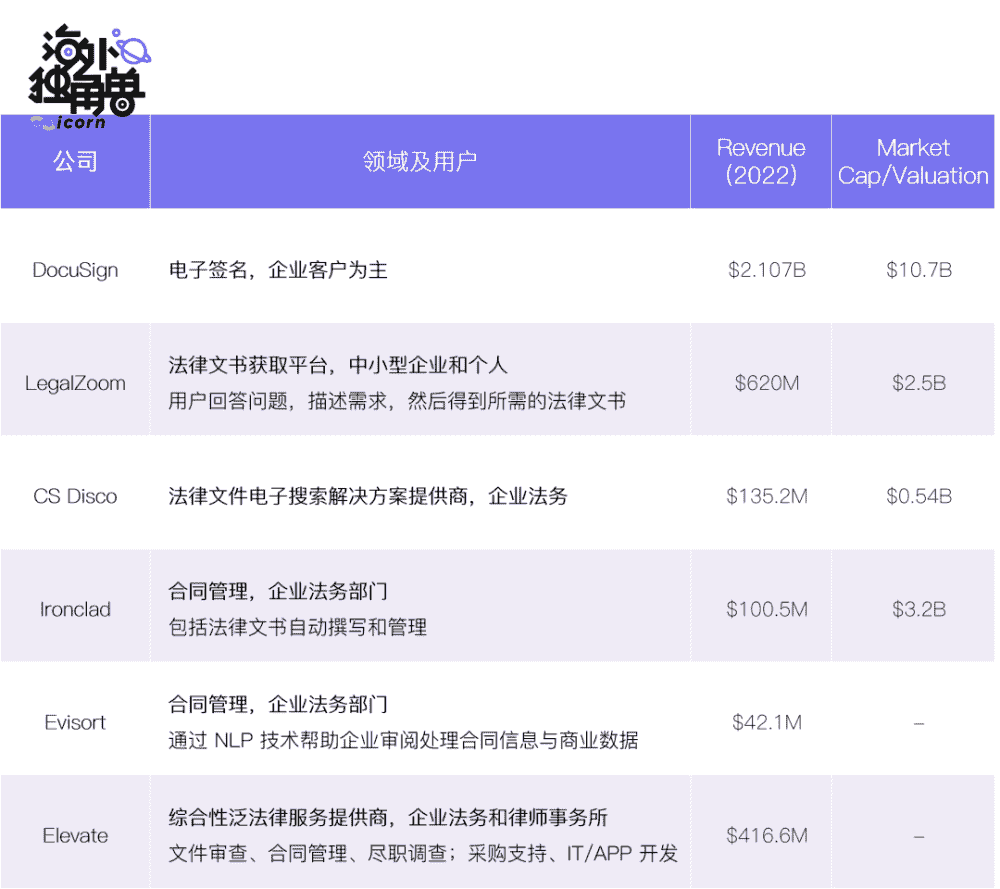 海外
独角兽
icorn
公司
领域及用户
Revenue
(2022)
Market
Cap/Valuation
DocuSign
电子签名，企业客户为主
$2.107B
$10.7B
LegalZoom
法律文书获取平台，中小型企业和个人
用户回答问题，描述需求，然后得到所需的法律文书
$620M
$2.5B
CS Disco
法律文件电子搜索解决方案提供商，企业法务
$135.2M
$0.54B
Ironclad
合同管理，企业法务部门
包括法律文书自动撰写和管理
$100.5M
$3.2B
Evisort
合同管理，企业法务部门
通过 NLP 技术帮助企业审阅处理合同信息与商业数据
$42.1M
–
Elevate
综合性泛法律服务提供商，企业法务和律师事务所
文件审查、合同管理、尽职调查；采购支持、IT/APP 开发
$416.6M
–